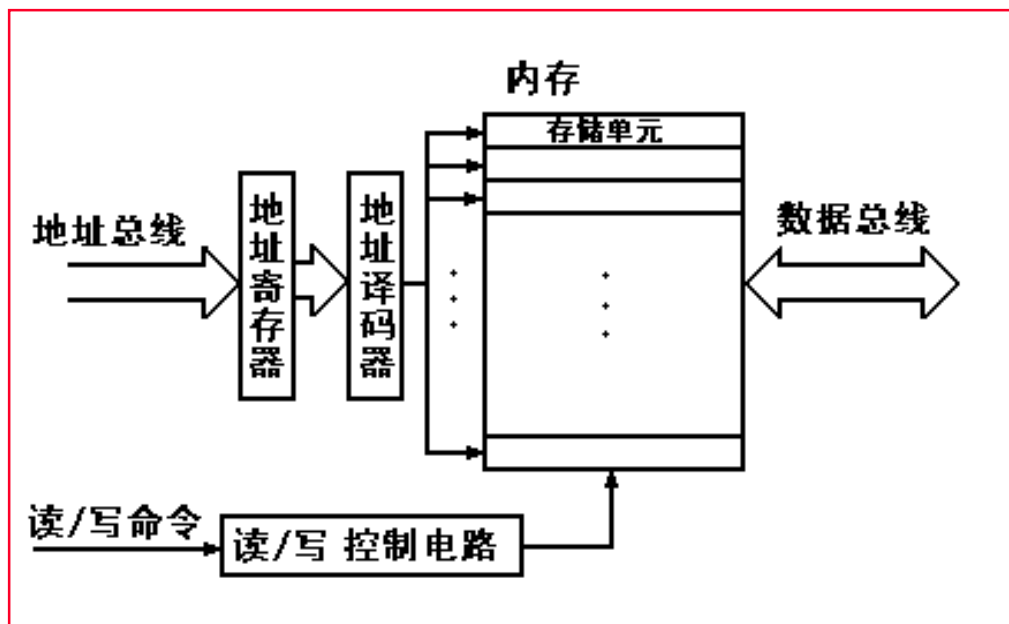 内存
存储单元
地址总线
地址寄存器
地址译码器
数据总线
读/写命令
读/写 控制电路